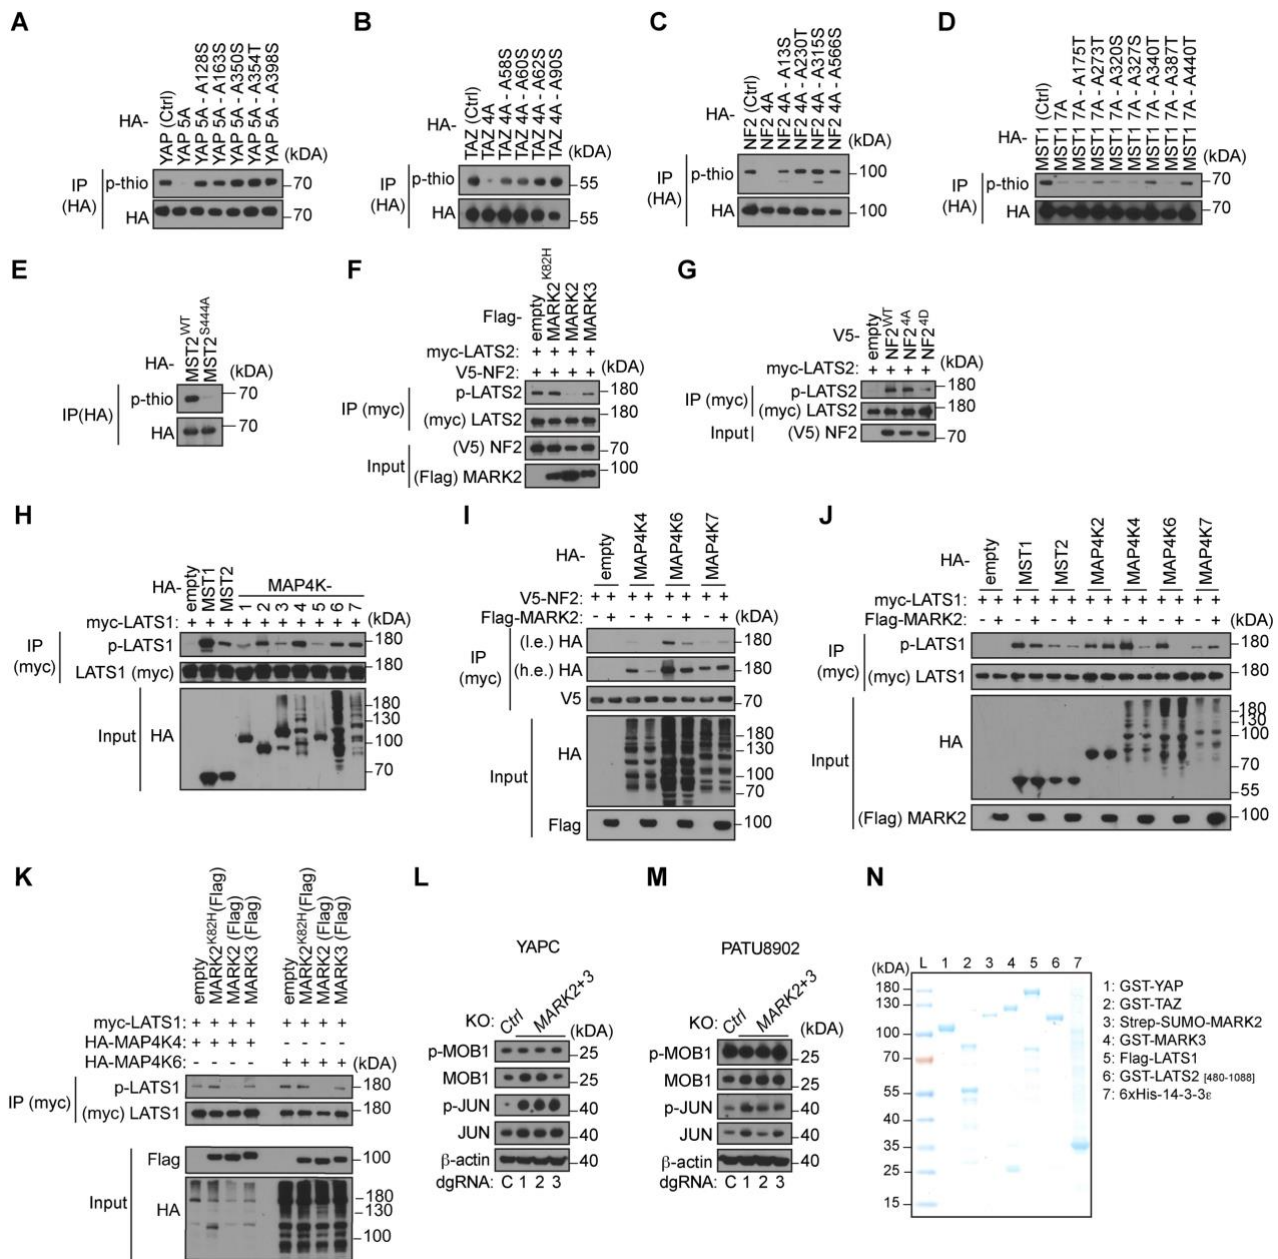 A
HA-
YAP (Ctrl)
YAP 5A
YAP 5A - A128S
YAP 5A - A163S
YAP 5A - A350S
YAP 5A - A354T
YAP 5A - A398S
(kDA)
IP
(HA)
p-thio
70
HA
70
B
HA-
TAZ (Ctrl)
TAZ 4A
TAZ 4A - A58S
TAZ 4A - A60S
TAZ 4A - A62S
TAZ 4A - A90S
(kDA)
IP
(HA)
p-thio
55
HA
55
C
HA-
NF2 (Ctrl)
NF2 4A
NF2 4A - A13S
NF2 4A - A230T
NF2 4A - A315S
NF2 4A - A566S
(kDA)
IP
(HA)
p-thio
100
HA
100
D
HA-
MST1 (Ctrl)
MST1 7A
MST1 7A - A175T
MST1 7A - A273T
MST1 7A - A320S
MST1 7A - A327S
MST1 7A - A340T
MST1 7A - A387T
MST1 7A - A440T
(kDA)
IP
(HA)
p-thio
70
HA
70
E
HA-
MST2WT
MST2S444A
(kDA)
IP(HA)
p-thio
70
HA
70
F
Flag-
empty
MARK2K82H
MARK2
MARK3
myc-LATS2: + + + +
(kDA)
V5-NF2: + + + +
IP (myc)
p-LATS2
180
(myc) LATS2
180
Input
(V5) NF2
70
(Flag) MARK2
100
G
V5-
empty
NF2WT
NF24A
NF24D
myc-LATS2: + + + +
(kDA)
IP (myc)
p-LATS2
180
(myc) LATS2
180
Input
(V5) NF2
70
H
HA-
empty
MST1
MST2
MAP4K-
1 2 3 4 5 6 7
myc-LATS1: + + + + + + + + + +
(kDA)
IP
(myc)
p-LATS1
180
LATS1 (myc)
180
Input
HA
180
130
100
70
I
HA-
empty
MAP4K4
MAP4K6
MAP4K7
V5-NF2: + + + + + + + +
Flag-MARK2: - + - + - + - +
(kDA)
IP
(myc)
(l.e.) HA
180
(h.e.) HA
180
V5
70
Input
HA
180
130
100
70
Flag
100
J
HA-
empty
MST1
MST2
MAP4K2
MAP4K4
MAP4K6
MAP4K7
myc-LATS1: + + + + + + + + + + + + + +
Flag-MARK2: - + - + - + - + - + - + - +
(kDA)
IP
(myc)
p-LATS1
180
(myc) LATS1
180
Input
HA
180
130
100
70
55
(Flag) MARK2
100
K
empty
MARK2K82H(Flag)
MARK2 (Flag)
MARK3 (Flag)
empty
MARK2K82H(Flag)
MARK2 (Flag)
MARK3 (Flag)
myc-LATS1: + + + + + + + +
HA-MAP4K4: + + + + - - - -
HA-MAP4K6: - - - - + + + +
(kDA)
IP (myc)
p-LATS1
180
(myc) LATS1
180
Input
Flag
100
HA
180
130
100
L
YAPC
KO: Ctrl MARK2+3
(kDA)
p-MOB1
25
MOB1
25
p-JUN
40
JUN
40
β-actin
40
dgRNA: C 1 2 3
M
PATU8902
KO: Ctrl MARK2+3
(kDA)
p-MOB1
25
MOB1
25
p-JUN
40
JUN
40
β-actin
40
dgRNA: C 1 2 3
N
(kDA) L 1 2 3 4 5 6 7
180
130
100
70
55
40
35
25
15
1: GST-YAP
2: GST-TAZ
3: Strep-SUMO-MARK2
4: GST-MARK3
5: Flag-LATS1
6: GST-LATS2 [480-1088]
7: 6xHis-14-3-3ε